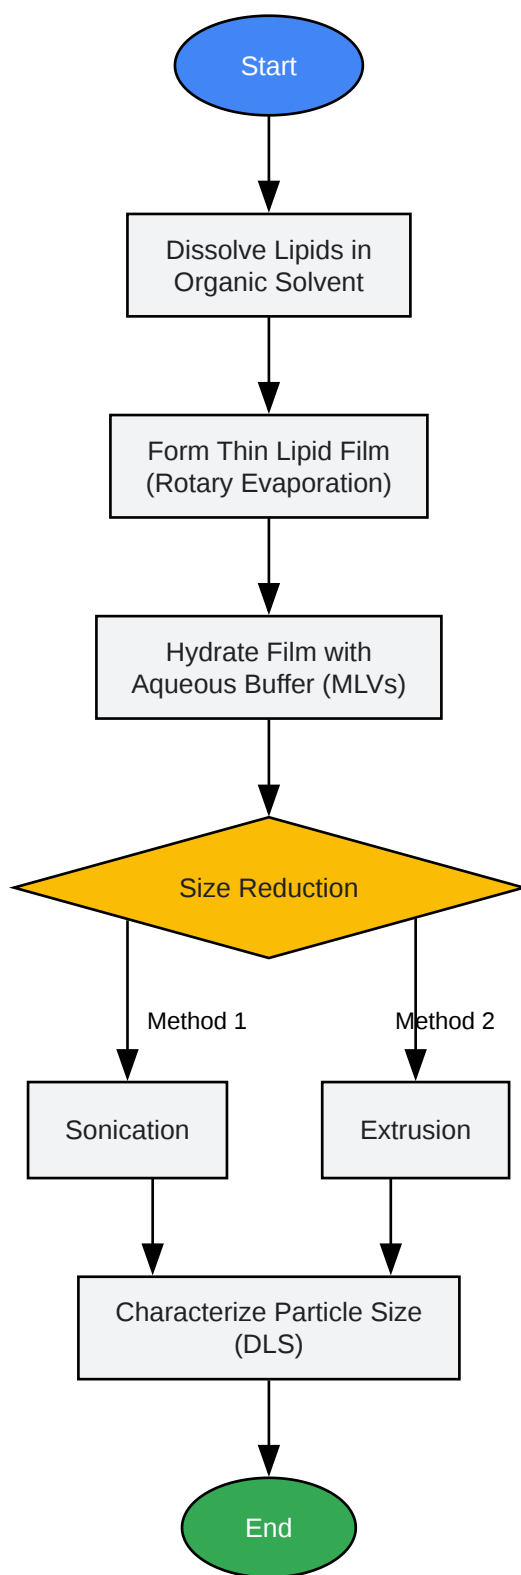 Start
Dissolve Lipids in
Organic Solvent
Form Thin Lipid Film
(Rotary Evaporation)
Hydrate Film with
Aqueous Buffer (MLVs)
Size Reduction
Method 1
Method 2
Sonication
Extrusion
Characterize Particle Size
(DLS)
End